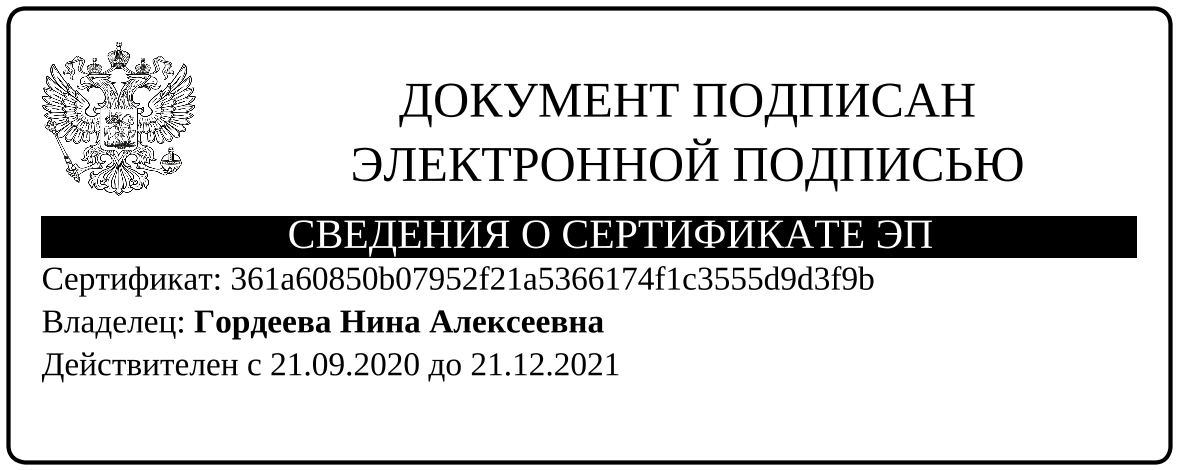 ДОКУМЕНТ ПОДПИСАН
ЭЛЕКТРОННОЙ ПОДПИСЬЮ
СВЕДЕНИЯ О СЕРТИФИКАТЕ ЭП
Сертификат: 361a60850b07952f21a5366174f1c3555d9d3f9b
Владелец: Гордеева Нина Алексеевна
Действителен с 21.09.2020 до 21.12.2021